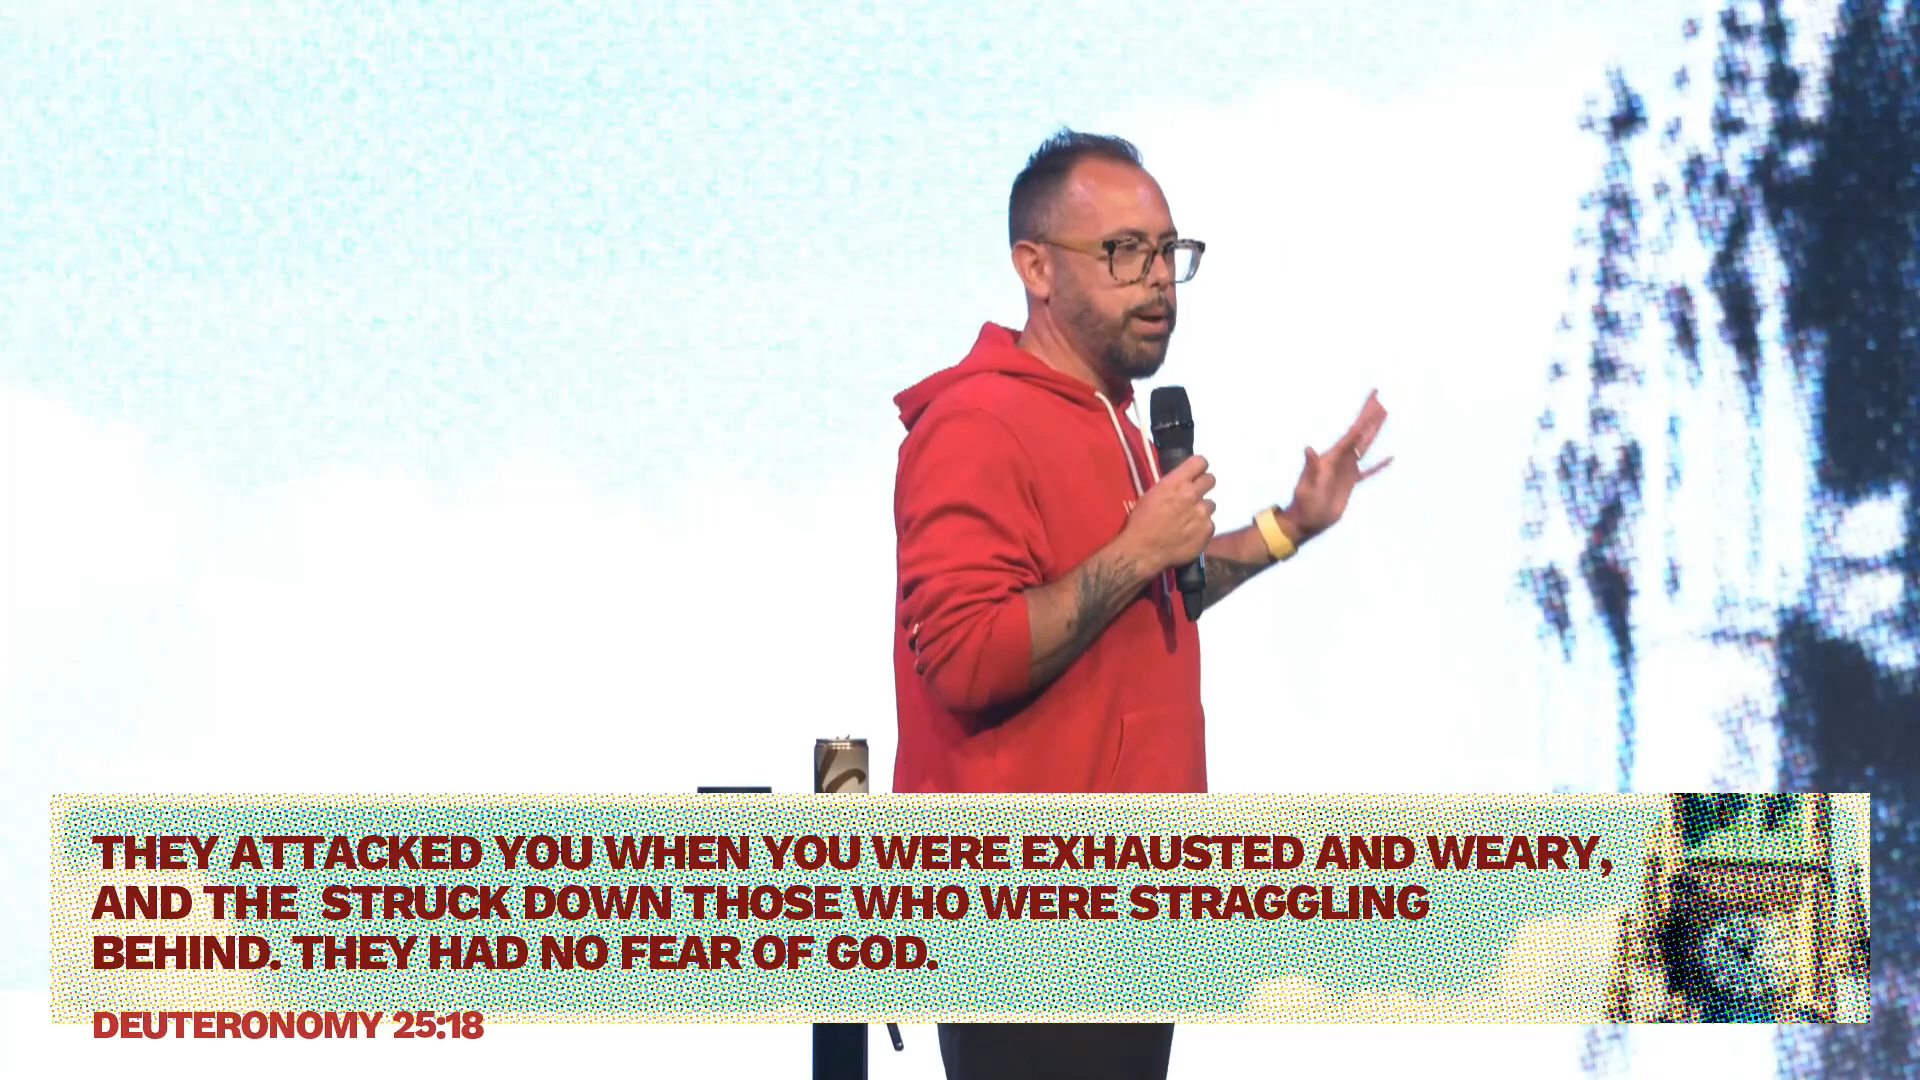 THEY ATTACKED YOU WHEN YOU WERE EXHAUSTED AND WEARY,
AND THE STRUCK DOWN THOSE WHO WERE STRAGGLING
BEHIND. THEY HAD NO FEAR OF GOD.
DEUTERONOMY 25:18